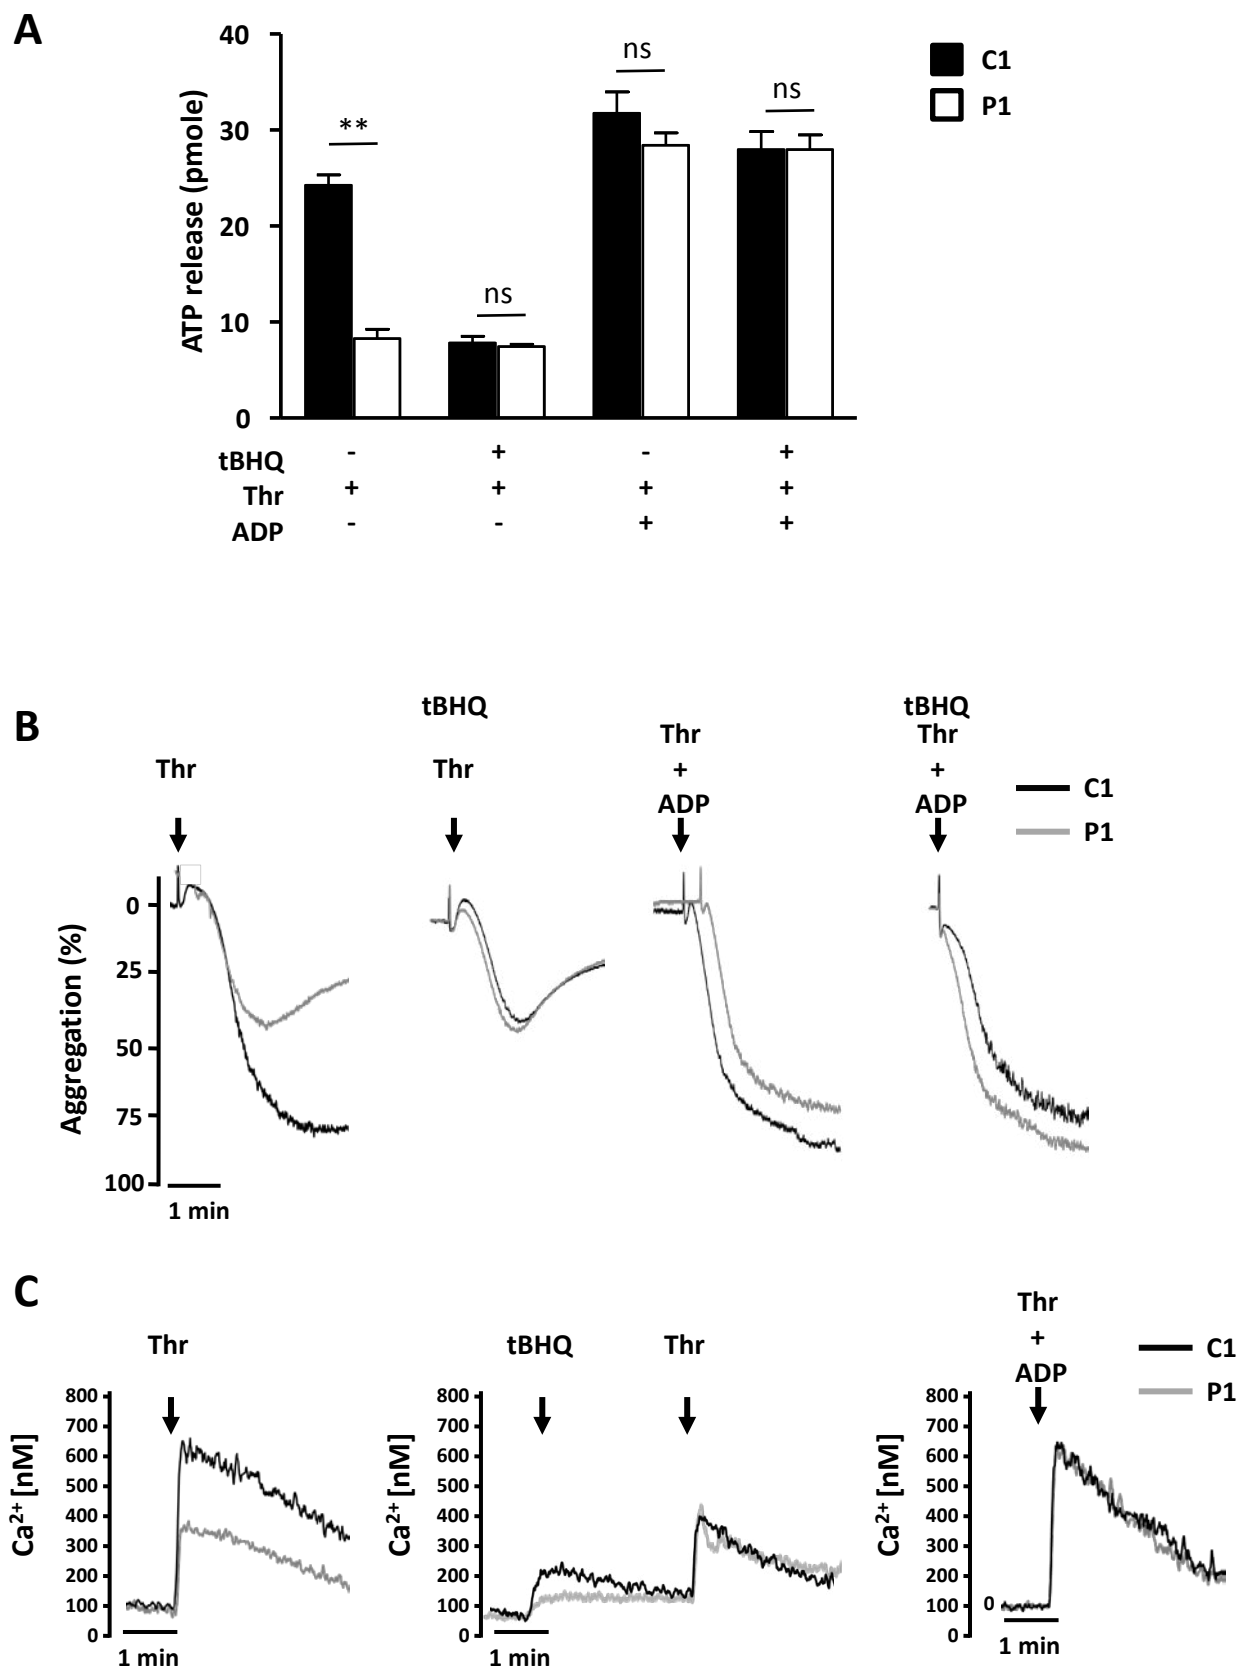 A
40
30
20
10
0
ATP release (pmole)
**
ns
ns
ns
C1
P1
tBHQ - + - +
Thr + + + +
ADP - - + +
B
Thr
tBHQ
Thr
Thr
+
ADP
tBHQ
Thr
+
ADP
C1
P1
Aggregation (%)
0
25
50
75
100
1 min
C
Thr
tBHQ
Thr
Thr
+
ADP
C1
P1
Ca2+ [nM]
800
700
600
500
400
300
200
100
0
1 min
Ca2+ [nM]
800
700
600
500
400
300
200
100
0
1 min
Ca2+ [nM]
800
700
600
500
400
300
200
100
0
0
1 min